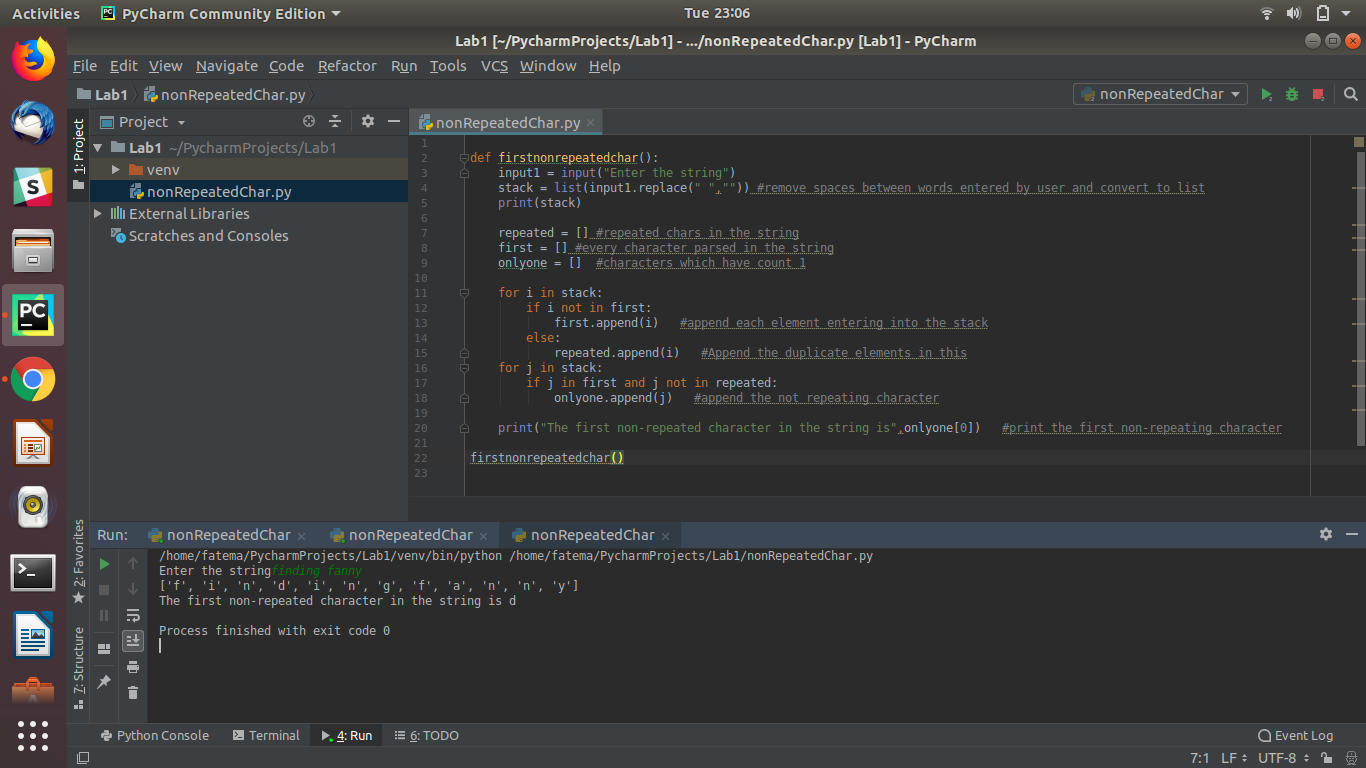 Activities PyCharm Community Edition Tue 23:06
Lab1 [~/PycharmProjects/Lab1] - .../nonRepeatedChar.py [Lab1] - PyCharm
File Edit View Navigate Code Refactor Run Tools VCS Window Help
Lab1 nonRepeatedChar.py nonRepeatedChar
1: Project
Project
Lab1 ~/PycharmProjects/Lab1
venv
nonRepeatedChar.py
External Libraries
Scratches and Consoles
nonRepeatedChar.py
1
2 def firstnonrepeatedchar():
3 input1 = input("Enter the string")
4 stack = list(input1.replace(" ","")) #remove spaces between words entered by user and convert to list
5 print(stack)
6
7 repeated = [] #repeated chars in the string
8 first = [] #every character parsed in the string
9 onlyone = [] #characters which have count 1
10
11 for i in stack:
12 if i not in first:
13 first.append(i) #append each element entering into the stack
14 else:
15 repeated.append(i) #Append the duplicate elements in this
16 for j in stack:
17 if j in first and j not in repeated:
18 onlyone.append(j) #append the not repeating character
19
20 print("The first non-repeated character in the string is",onlyone[0]) #print the first non-repeating character
21
22 firstnonrepeatedchar()
23
Run: nonRepeatedChar nonRepeatedChar nonRepeatedChar
2: Favorites
7: Structure
/home/fatema/PycharmProjects/Lab1/venv/bin/python /home/fatema/PycharmProjects/Lab1/nonRepeatedChar.py
Enter the stringfinding fanny
['f', 'i', 'n', 'd', 'i', 'n', 'g', 'f', 'a', 'n', 'n', 'y']
The first non-repeated character in the string is d
Process finished with exit code 0
Python Console Terminal 4: Run 6: TODO Event Log
7:1 LF UTF-8